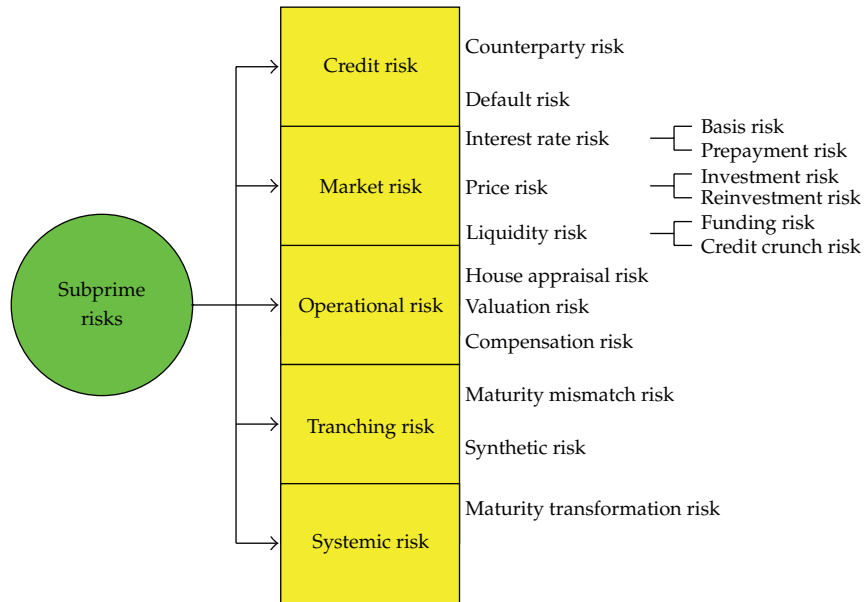 Subprime
risks
Credit risk
Counterparty risk
Default risk
Market risk
Interest rate risk
Basis risk
Prepayment risk
Price risk
Investment risk
Reinvestment risk
Liquidity risk
Funding risk
Credit crunch risk
Operational risk
House appraisal risk
Valuation risk
Compensation risk
Tranching risk
Maturity mismatch risk
Synthetic risk
Systemic risk
Maturity transformation risk